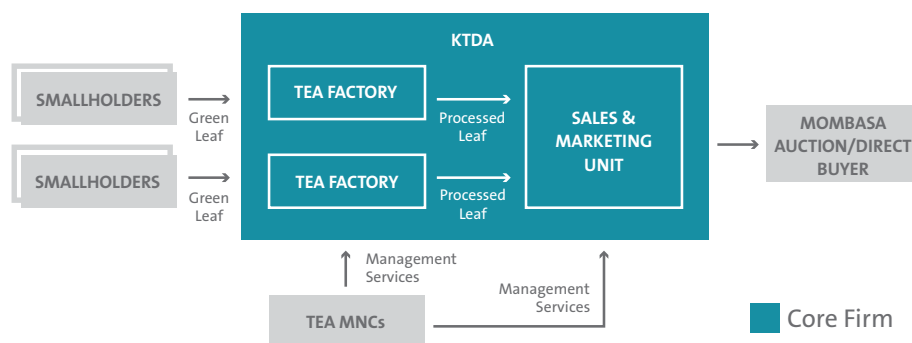 KTDA
SMALLHOLDERS
Green
Leaf
TEA FACTORY
Processed
Leaf
SMALLHOLDERS
Green
Leaf
TEA FACTORY
Processed
Leaf
SALES &
MARKETING
UNIT
MOMBASA
AUCTION/DIRECT
BUYER
Management
Services
Management
Services
TEA MNCs
Core Firm